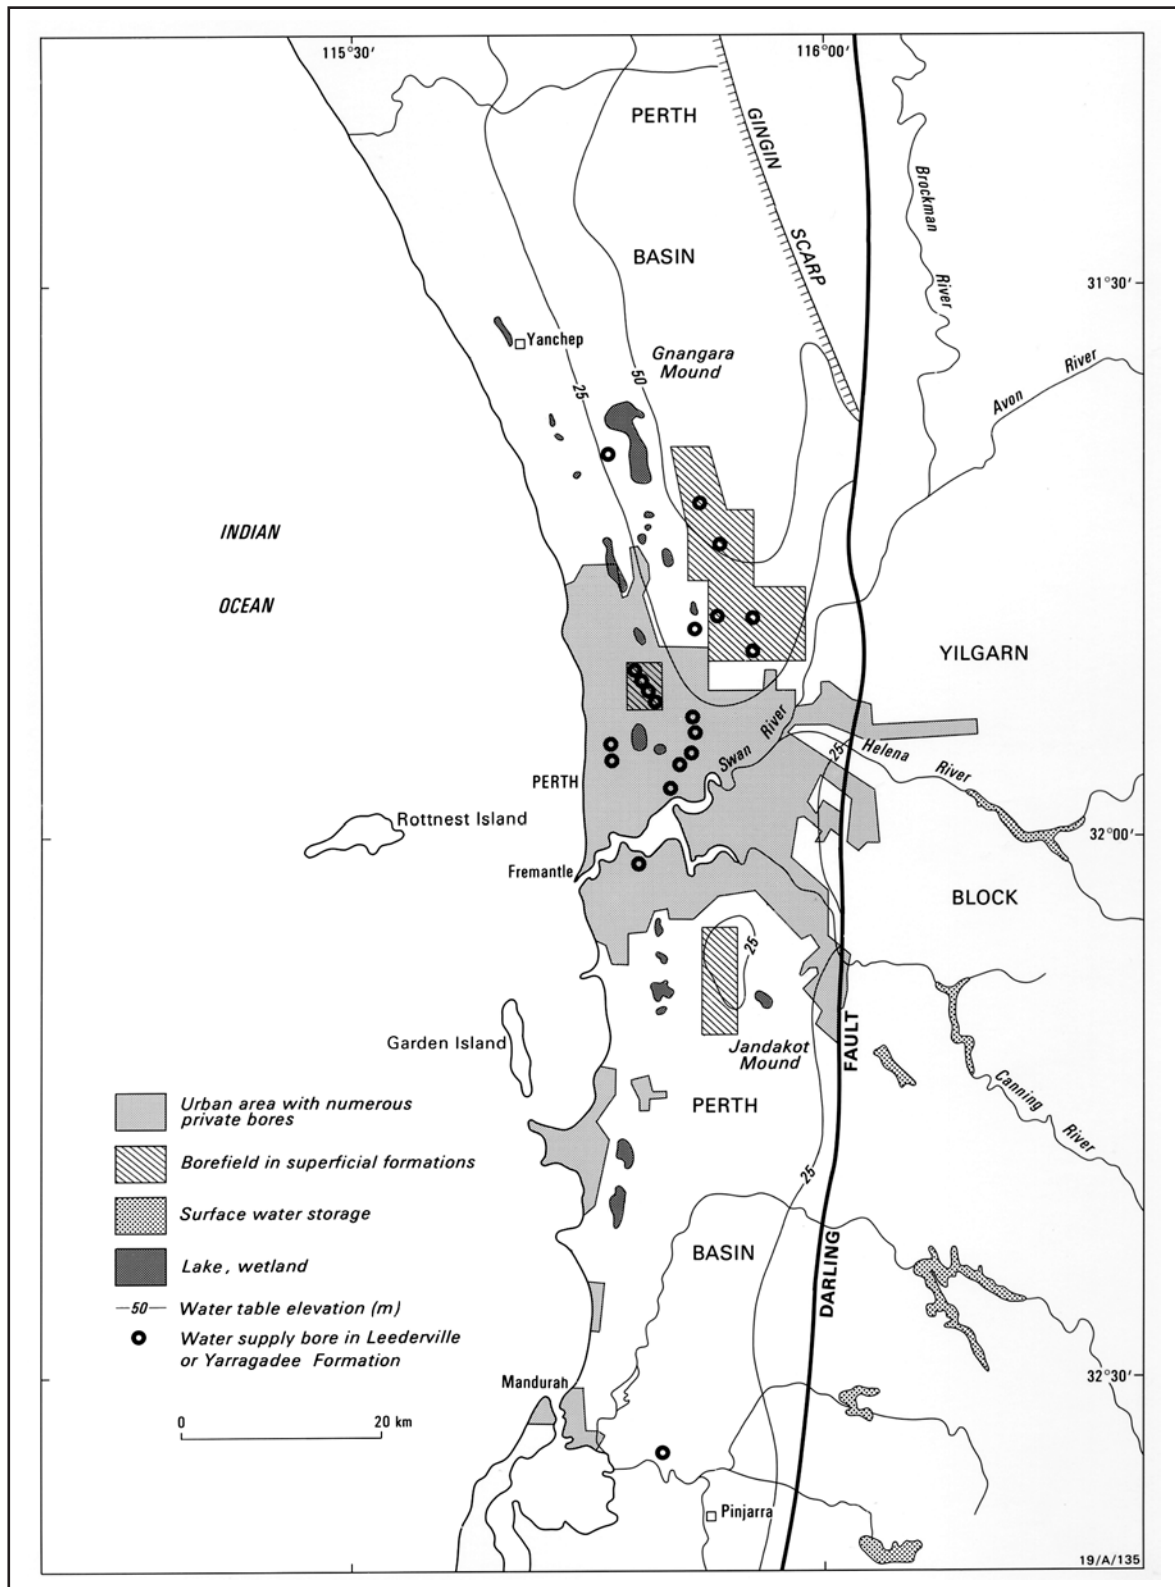 115°30'
116°00'
PERTH
GINGIN
SCARP
Brockman
River
BASIN
31°30'
Yanchep
Gnangara
Mound
25
50
Avon
River
INDIAN
OCEAN
YILGARN
Swan
River
25
Helena
River
PERTH
Rottnest Island
32°00'
Fremantle
BLOCK
25
Garden Island
Jandakot
Mound
FAULT
Canning
River
PERTH
25
Urban area with numerous
private bores
Borefield in superficial formations
Surface water storage
BASIN
DARLING
Lake, wetland
—50— Water table elevation (m)
Water supply bore in Leederville
or Yarragadee Formation
Mandurah
32°30'
0 20 km
Pinjarra
19/A/135